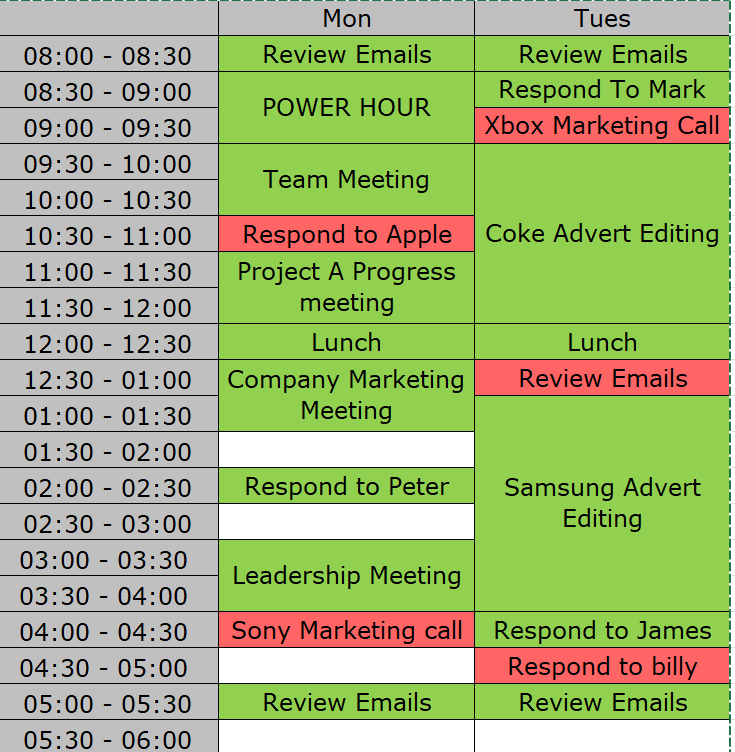 Mon Tues
08:00 - 08:30 Review Emails Review Emails
08:30 - 09:00 POWER HOUR Respond To Mark
09:00 - 09:30 Xbox Marketing Call
09:30 - 10:00 Team Meeting Coke Advert Editing
10:00 - 10:30
10:30 - 11:00 Respond to Apple
11:00 - 11:30 Project A Progress
11:30 - 12:00 meeting
12:00 - 12:30 Lunch Lunch
12:30 - 01:00 Company Marketing Review Emails
01:00 - 01:30 Meeting Samsung Advert
01:30 - 02:00 Editing
02:00 - 02:30 Respond to Peter
02:30 - 03:00
03:00 - 03:30 Leadership Meeting
03:30 - 04:00
04:00 - 04:30 Sony Marketing call Respond to James
04:30 - 05:00 Respond to billy
05:00 - 05:30 Review Emails Review Emails
05:30 - 06:00